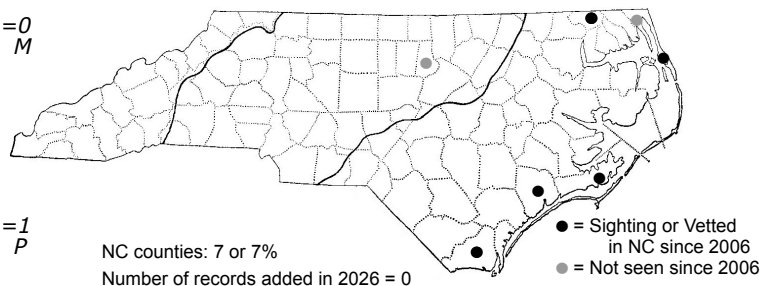 =0
M
=1
P
NC counties: 7 or 7%
Number of records added in 2026 = 0
● = Sighting or Vetted
in NC since 2006
● = Not seen since 2006